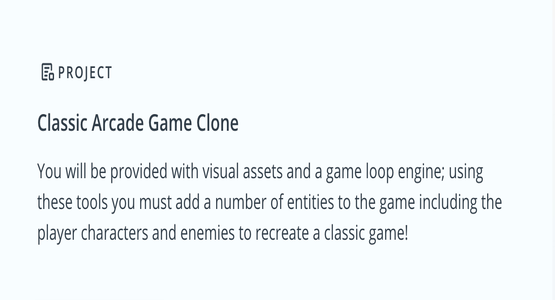 PROJECT
Classic Arcade Game Clone
You will be provided with visual assets and a game loop engine; using
these tools you must add a number of entities to the game including the
player characters and enemies to recreate a classic game!